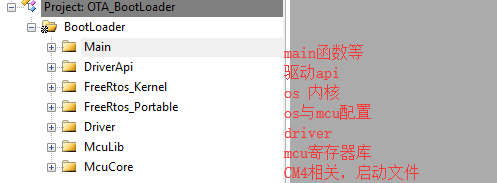 Project: OTA_BootLoader
BootLoader
Main
main函数等
DriverApi
驱动api
FreeRtos_Kernel
os 内核
FreeRtos_Portable
os与mcu配置
Driver
driver
McuLib
mcu寄存器库
McuCore
CM4相关，启动文件